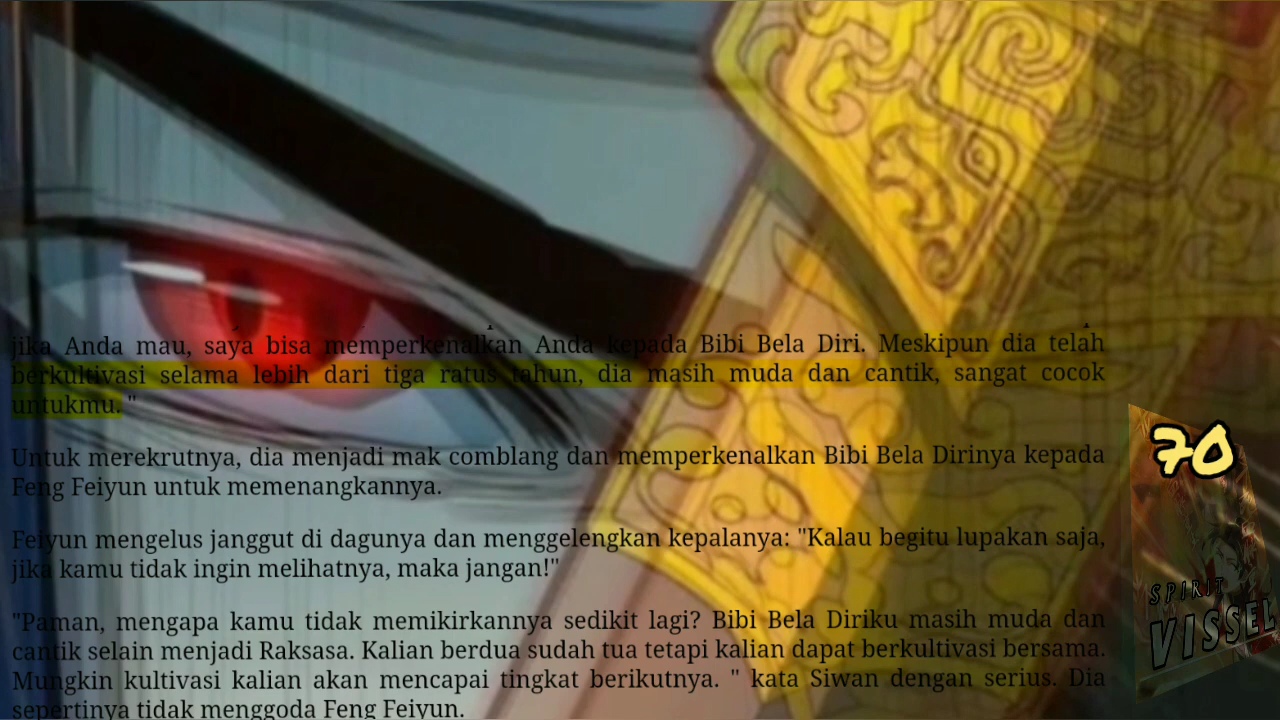 jika Anda mau, saya bisa memperkenalkan Anda kepada Bibi Bela Diri. Meskipun dia telah
berkultivasi selama lebih dari tiga ratus tahun, dia masih muda dan cantik, sangat cocok
untukmu. "
Untuk merekrutnya, dia menjadi mak comblang dan memperkenalkan Bibi Bela Dirinya kepada
Feng Feiyun untuk memenangkannya.
Feiyun mengelus janggut di dagunya dan menggelengkan kepalanya: "Kalau begitu lupakan saja,
jika kamu tidak ingin melihatnya, maka jangan!"
"Paman, mengapa kamu tidak memikirkannya sedikit lagi? Bibi Bela Diriku masih muda dan
cantik selain menjadi Raksasa. Kalian berdua sudah tua tetapi kalian dapat berkultivasi bersama.
Mungkin kultivasi kalian akan mencapai tingkat berikutnya. " kata Siwan dengan serius. Dia
sepertinya tidak menggoda Feng Feiyun.
70
SPIRIT
VISSEL